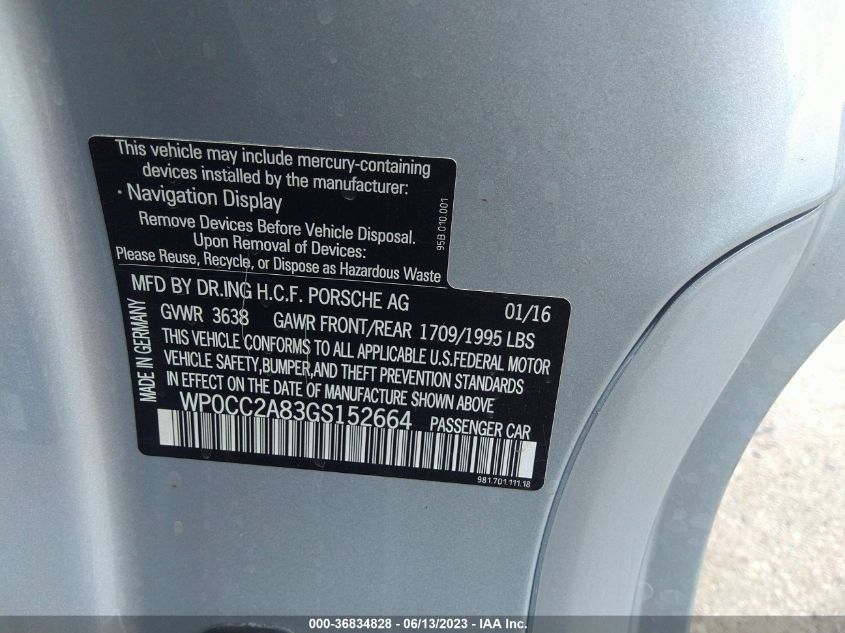 This vehicle may include mercury-containing
devices installed by the manufacturer:
· Navigation Display
Remove Devices Before Vehicle Disposal.
Upon Removal of Devices:
Please Reuse, Recycle, or Dispose as Hazardous Waste
95B 010 001
MFD BY DR.ING H.C.F. PORSCHE AG 01/16
GVWR 3638 GAWR FRONT/REAR 1709/1995 LBS
THIS VEHICLE CONFORMS TO ALL APPLICABLE U.S.FEDERAL MOTOR
VEHICLE SAFETY,BUMPER,AND THEFT PREVENTION STANDARDS
IN EFFECT ON THE DATE OF MANUFACTURE SHOWN ABOVE
WP0CC2A83GS152664 PASSENGER CAR
MADE IN GERMANY
981.701.111.18
000-36834828 - 06/13/2023 - IAA Inc.